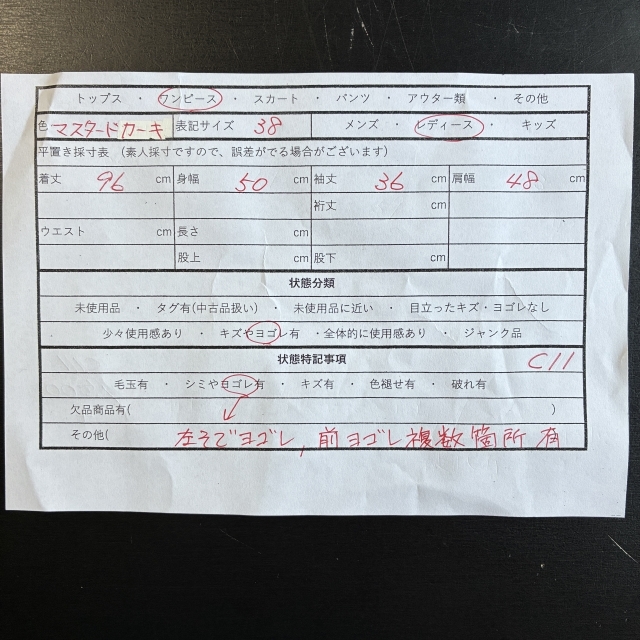 トップス ・ ワンピース ・ スカート ・ パンツ ・ アウター類 ・ その他
色 マスタードカーキ 表記サイズ 38 メンズ ・ レディース ・ キッズ
平置き採寸表 (素人採寸ですので、誤差がでる場合がございます)
着丈 96 cm 身幅 50 cm 袖丈 36 cm 肩幅 48 cm
裄丈 cm
ウエスト cm 長さ cm
股上 cm 股下 cm
状態分類
未使用品 ・ タグ有(中古品扱い) ・ 未使用品に近い ・ 目立ったキズ・ヨゴレなし
少々使用感あり ・ キズやヨゴレ有 ・全体的に使用感あり ・ ジャンク品
状態特記事項 C11
毛玉有 ・ シミやヨゴレ有 ・ キズ有 ・ 色褪せ有 ・ 破れ有
欠品商品有( )
その他( 左そでヨゴレ, 前ヨゴレ複数箇所有